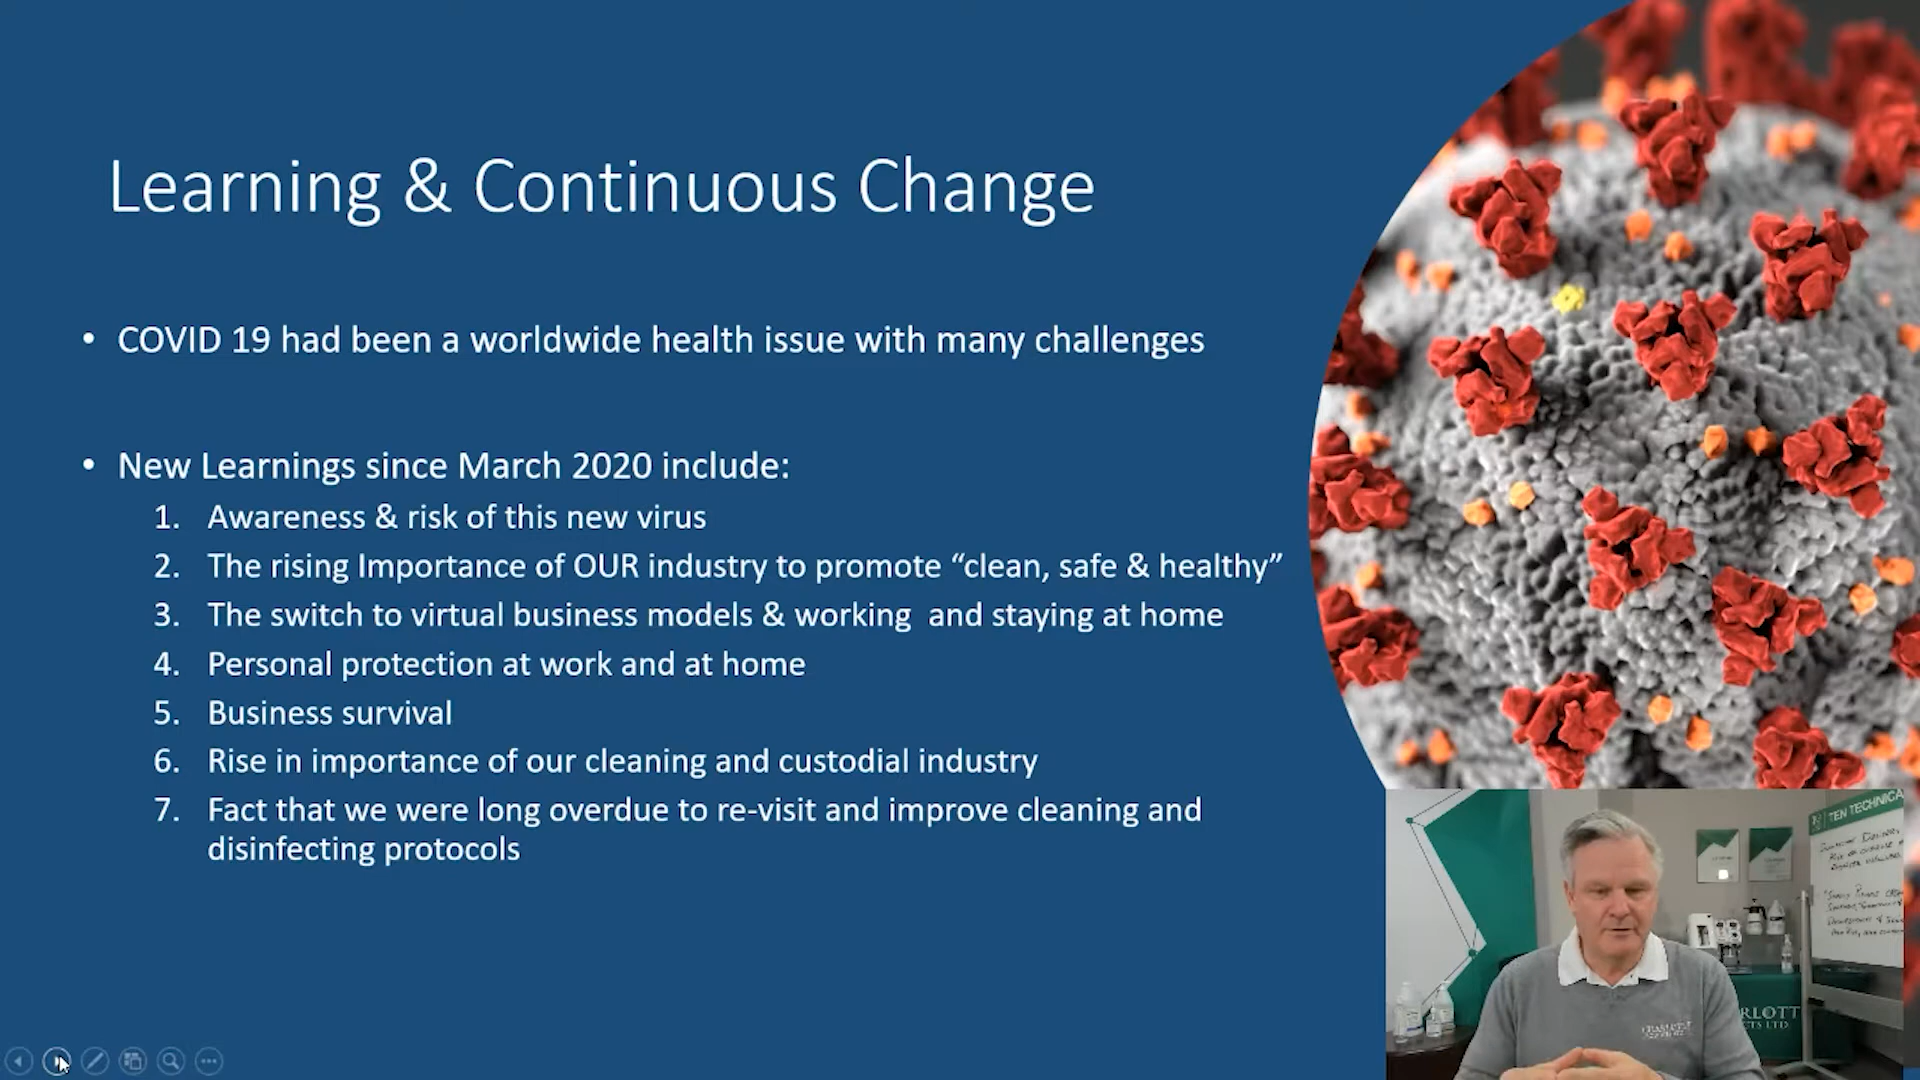 Learning & Continuous Change
• COVID 19 had been a worldwide health issue with many challenges
• New Learnings since March 2020 include:
1. Awareness & risk of this new virus
2. The rising Importance of OUR industry to promote “clean, safe & healthy”
3. The switch to virtual business models & working  and staying at home
4. Personal protection at work and at home
5. Business survival
6. Rise in importance of our cleaning and custodial industry
7. Fact that we were long overdue to re-visit and improve cleaning and
disinfecting protocols
TEN TECHNICA
RLOTT
CTS LTD.